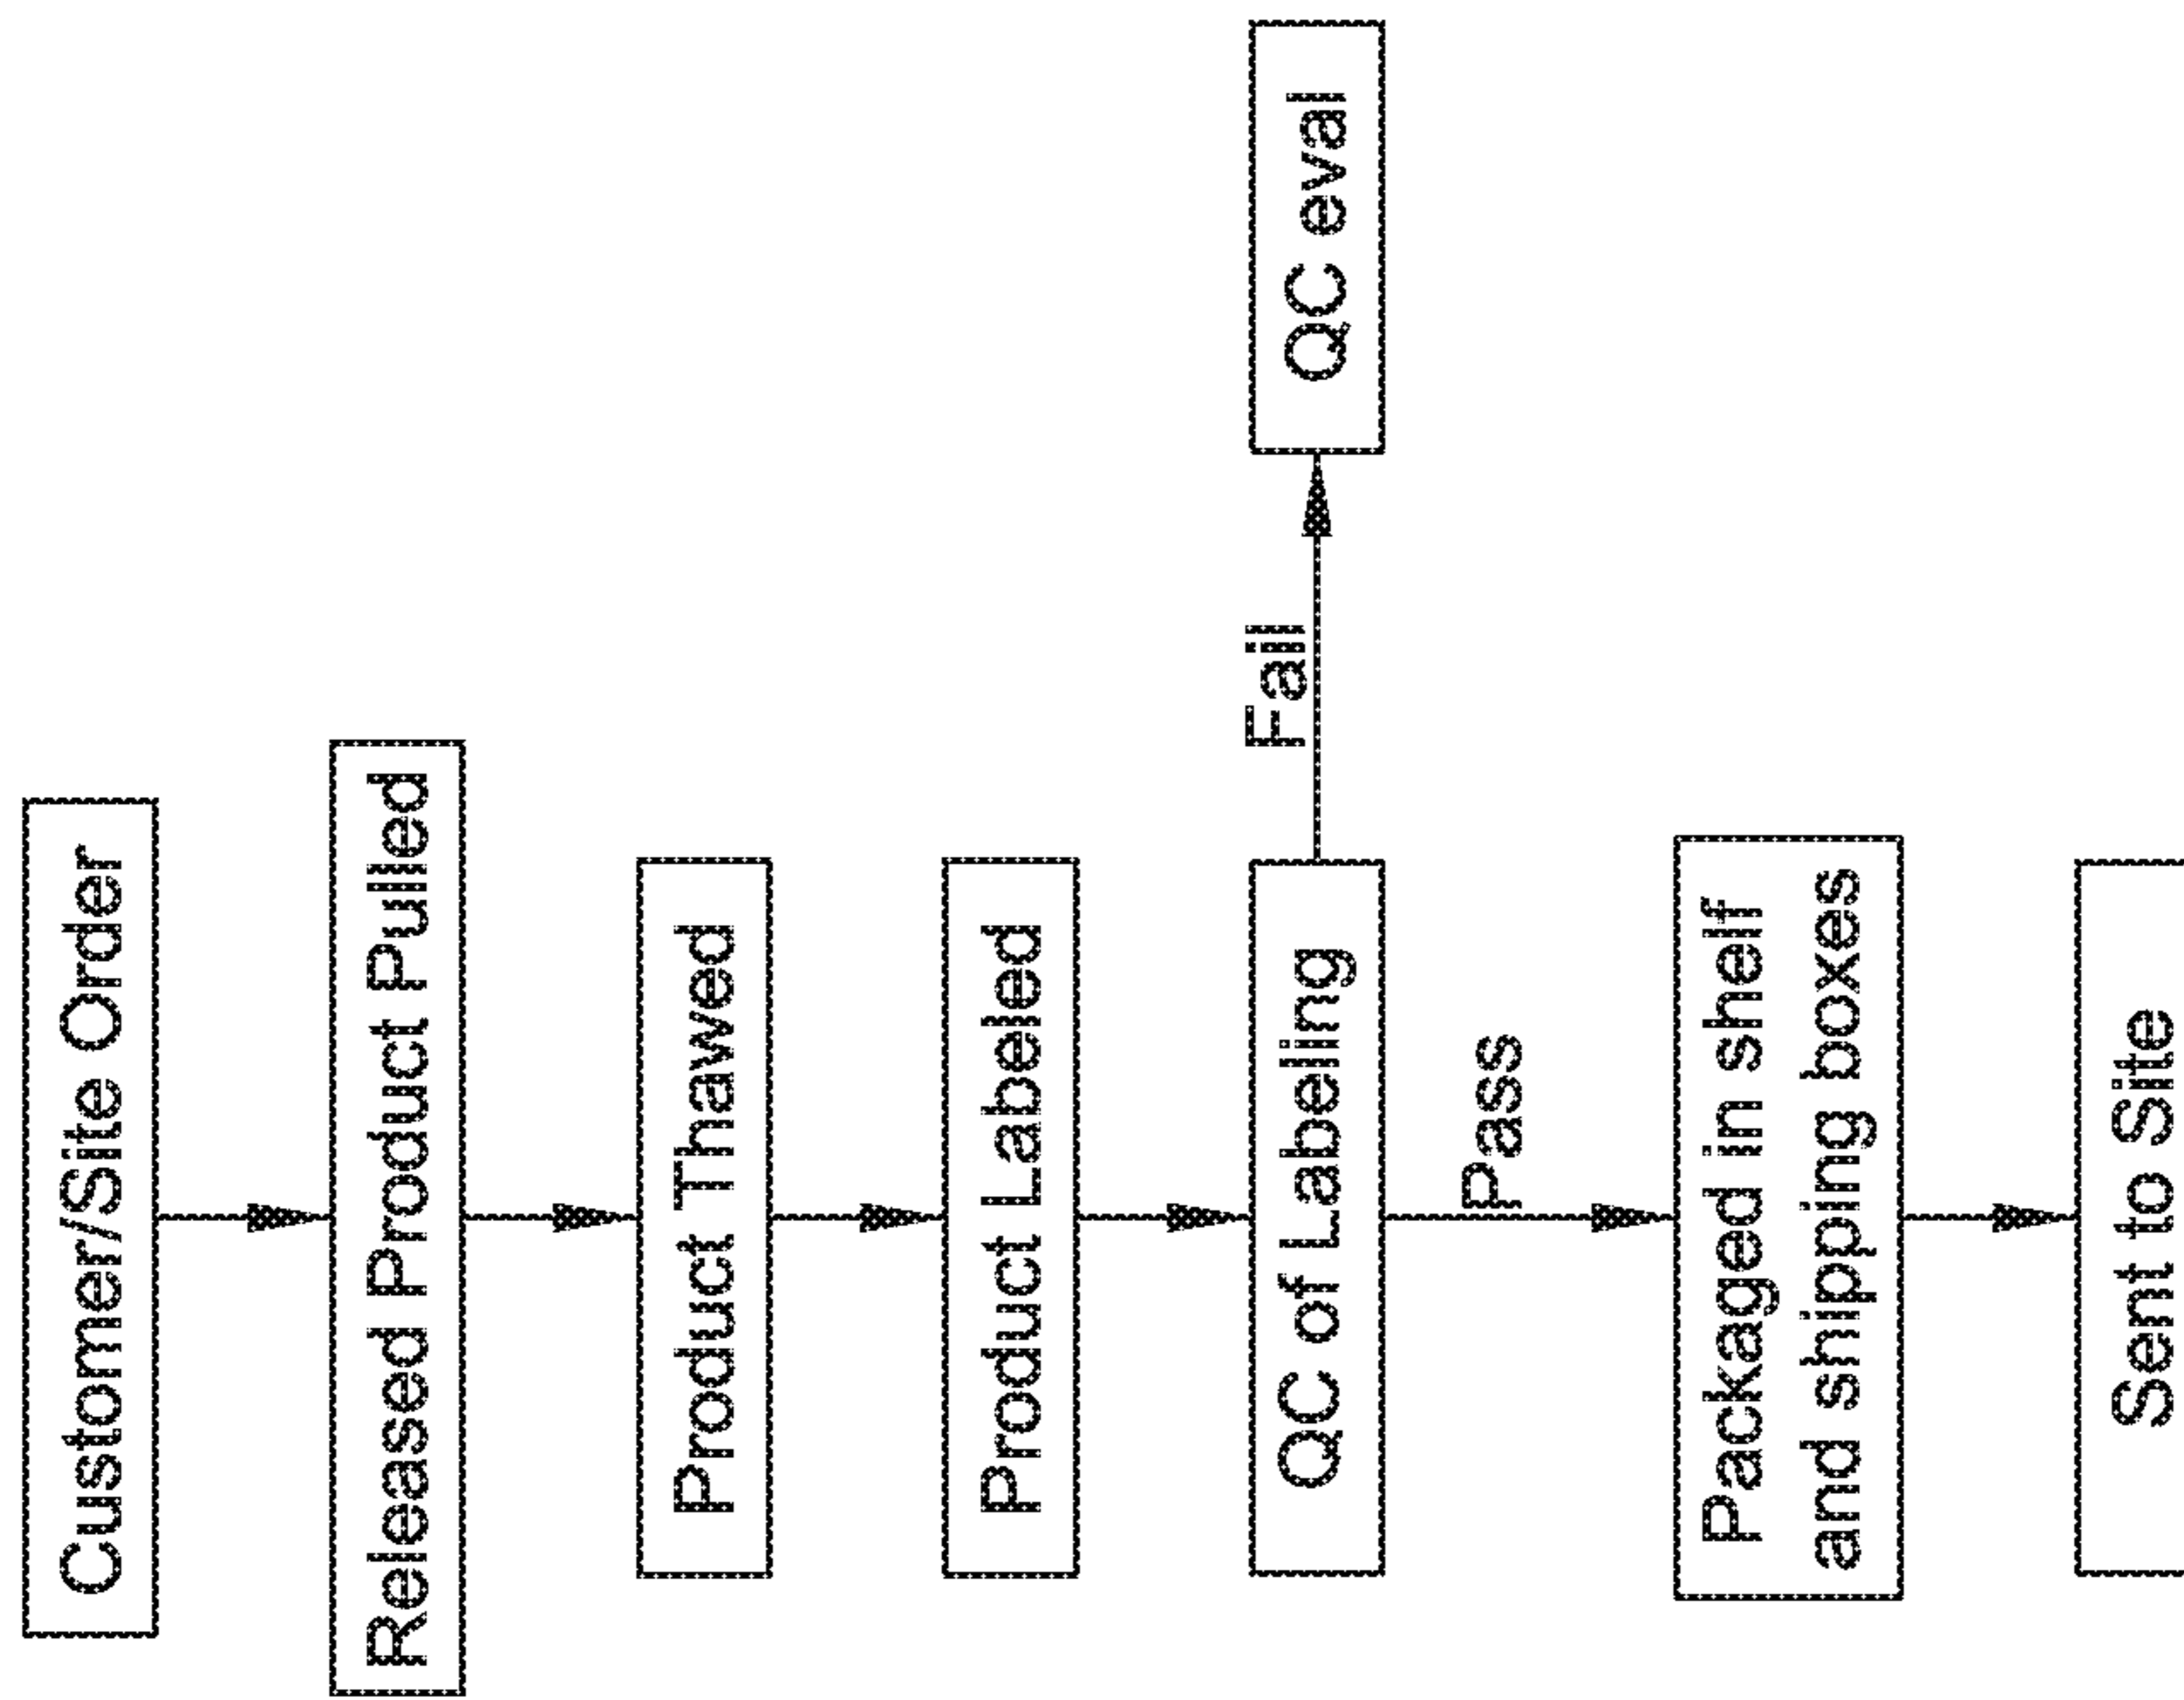 Customer/Site Order
Released Product Pulled
Product Thawed
Product Labeled
QC of Labeling
Fail
QC eval
Pass
Packaged in shelf
and shipping boxes
Sent to Site